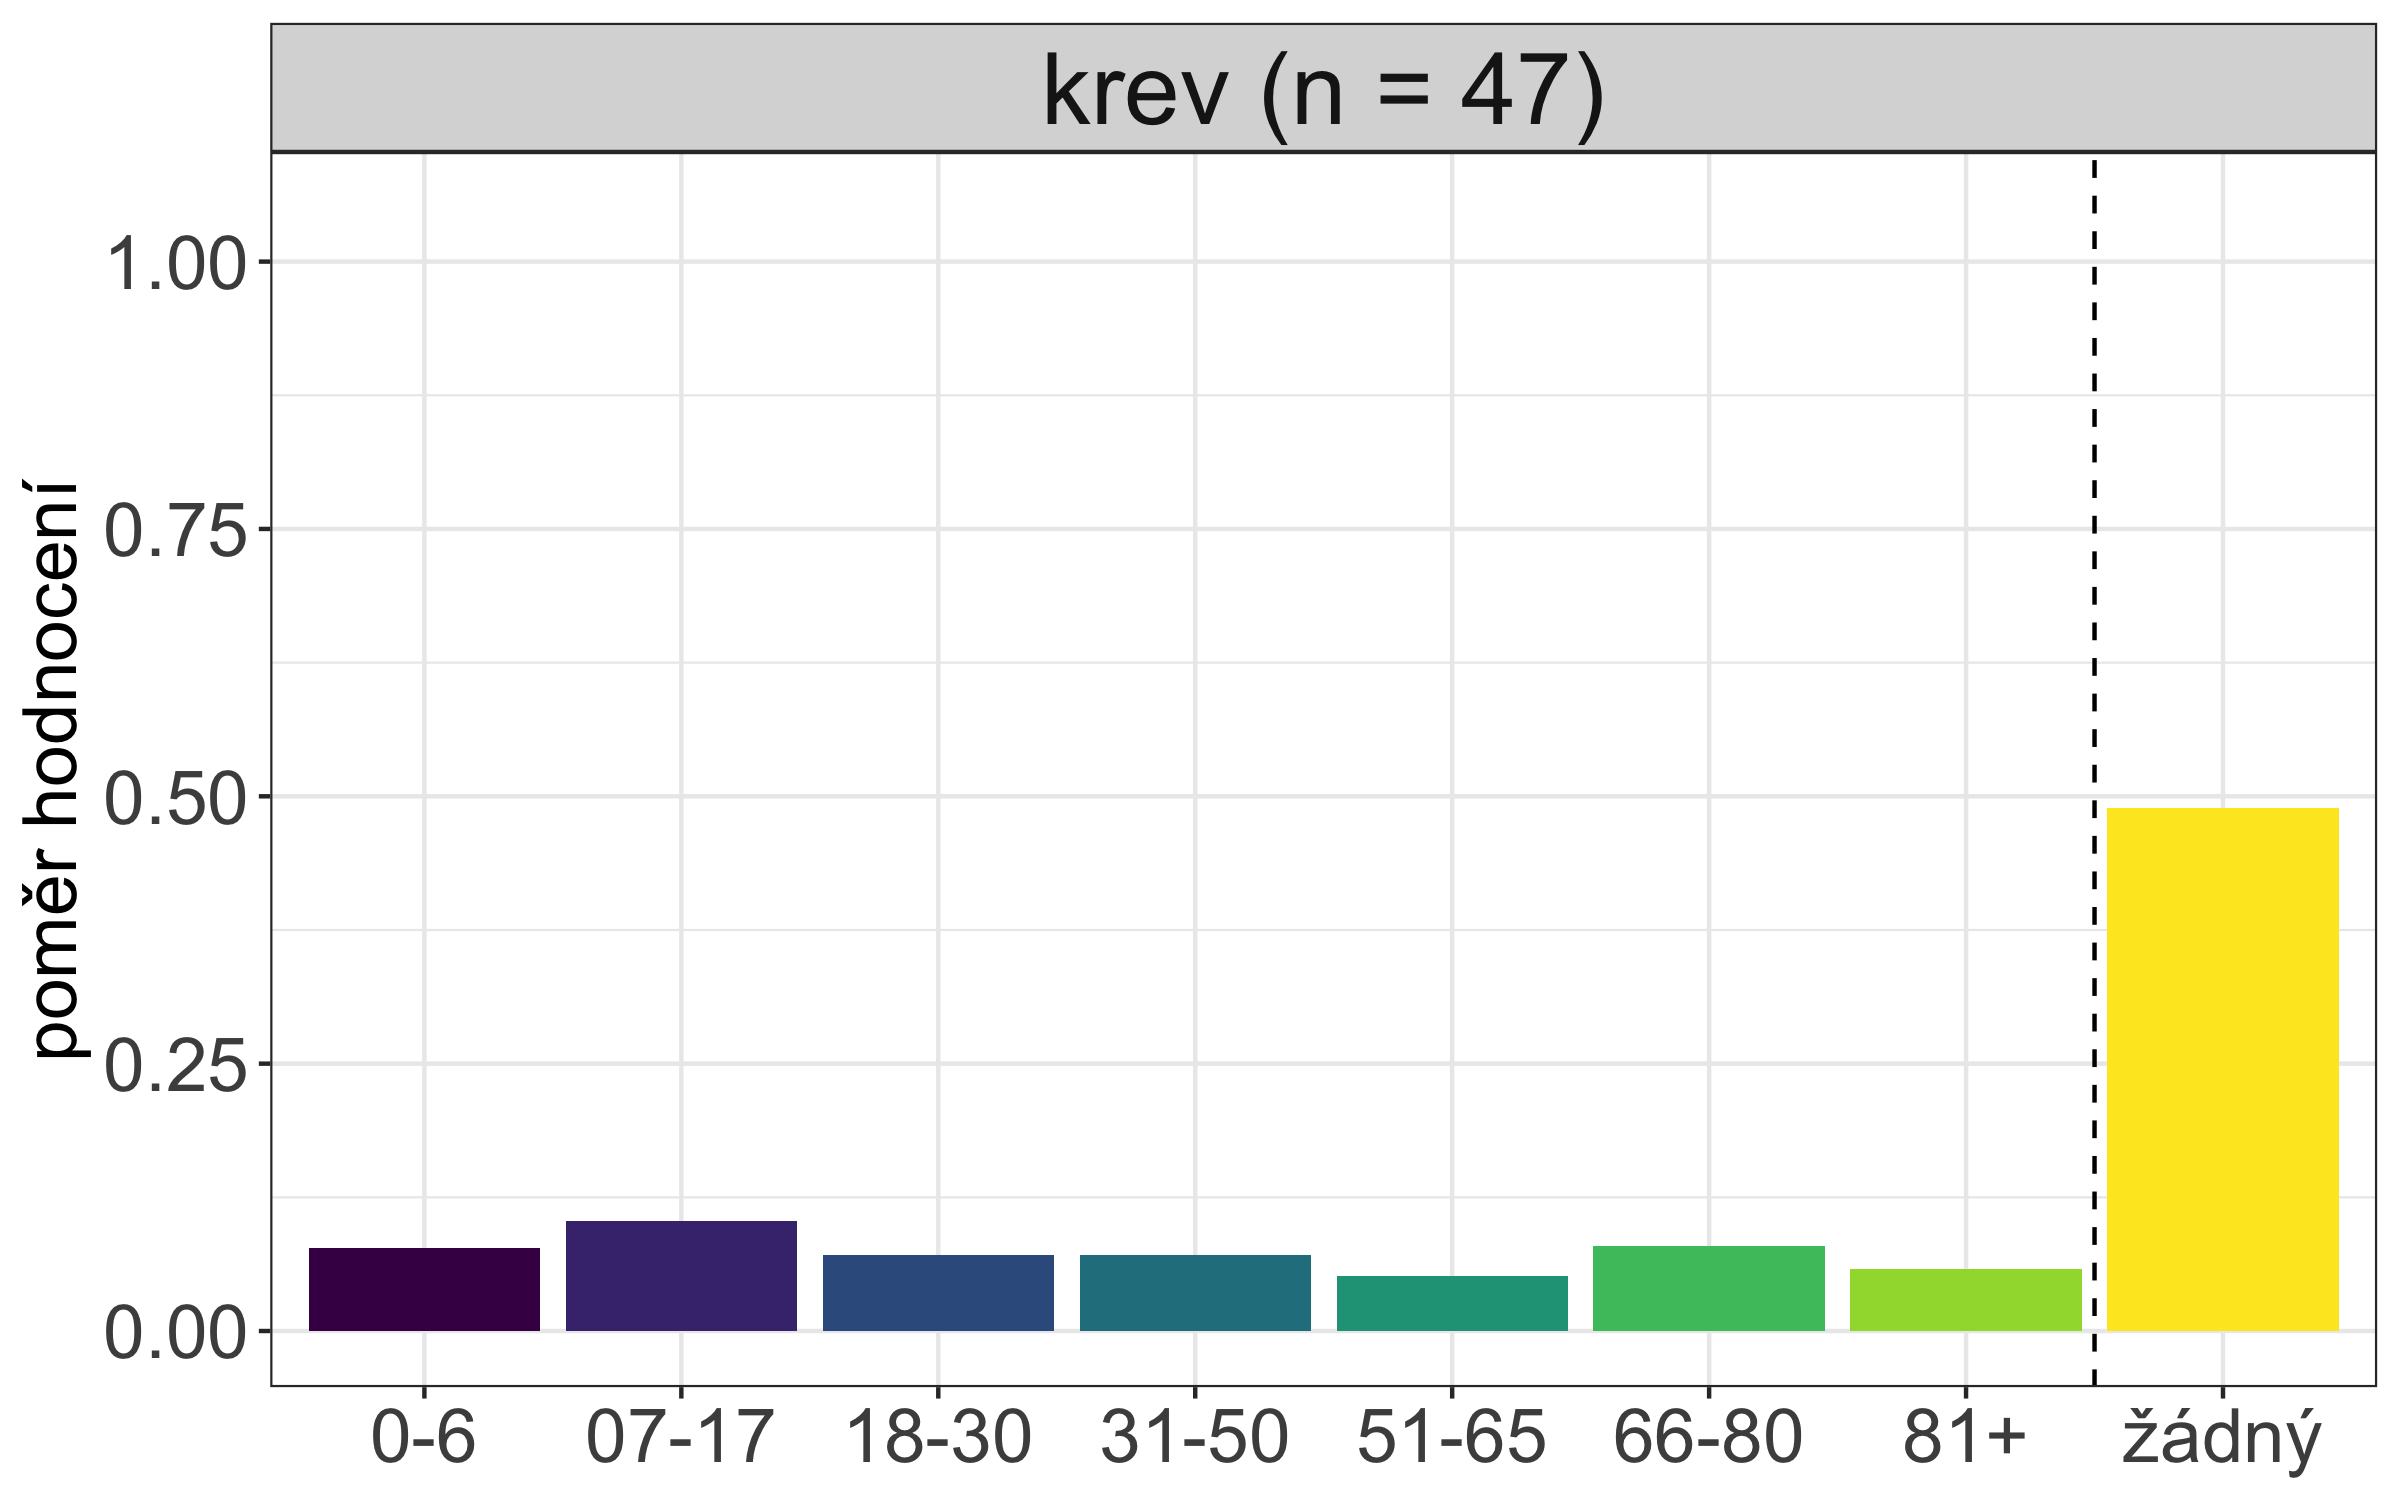 krev (n = 47)
poměr hodnocení
1.00
0.75
0.50
0.25
0.00
0-6 07-17 18-30 31-50 51-65 66-80 81+ žádný